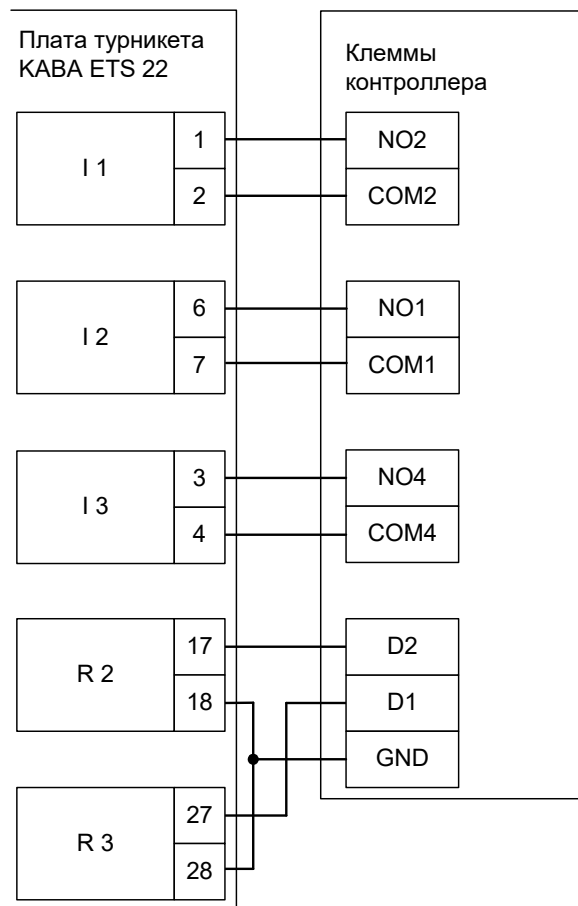 Плата турникета
KABA ETS 22
Клеммы
контроллера
I 1
1
2
NO2
COM2
I 2
6
7
NO1
COM1
I 3
3
4
NO4
COM4
R 2
17
18
D2
D1
GND
R 3
27
28